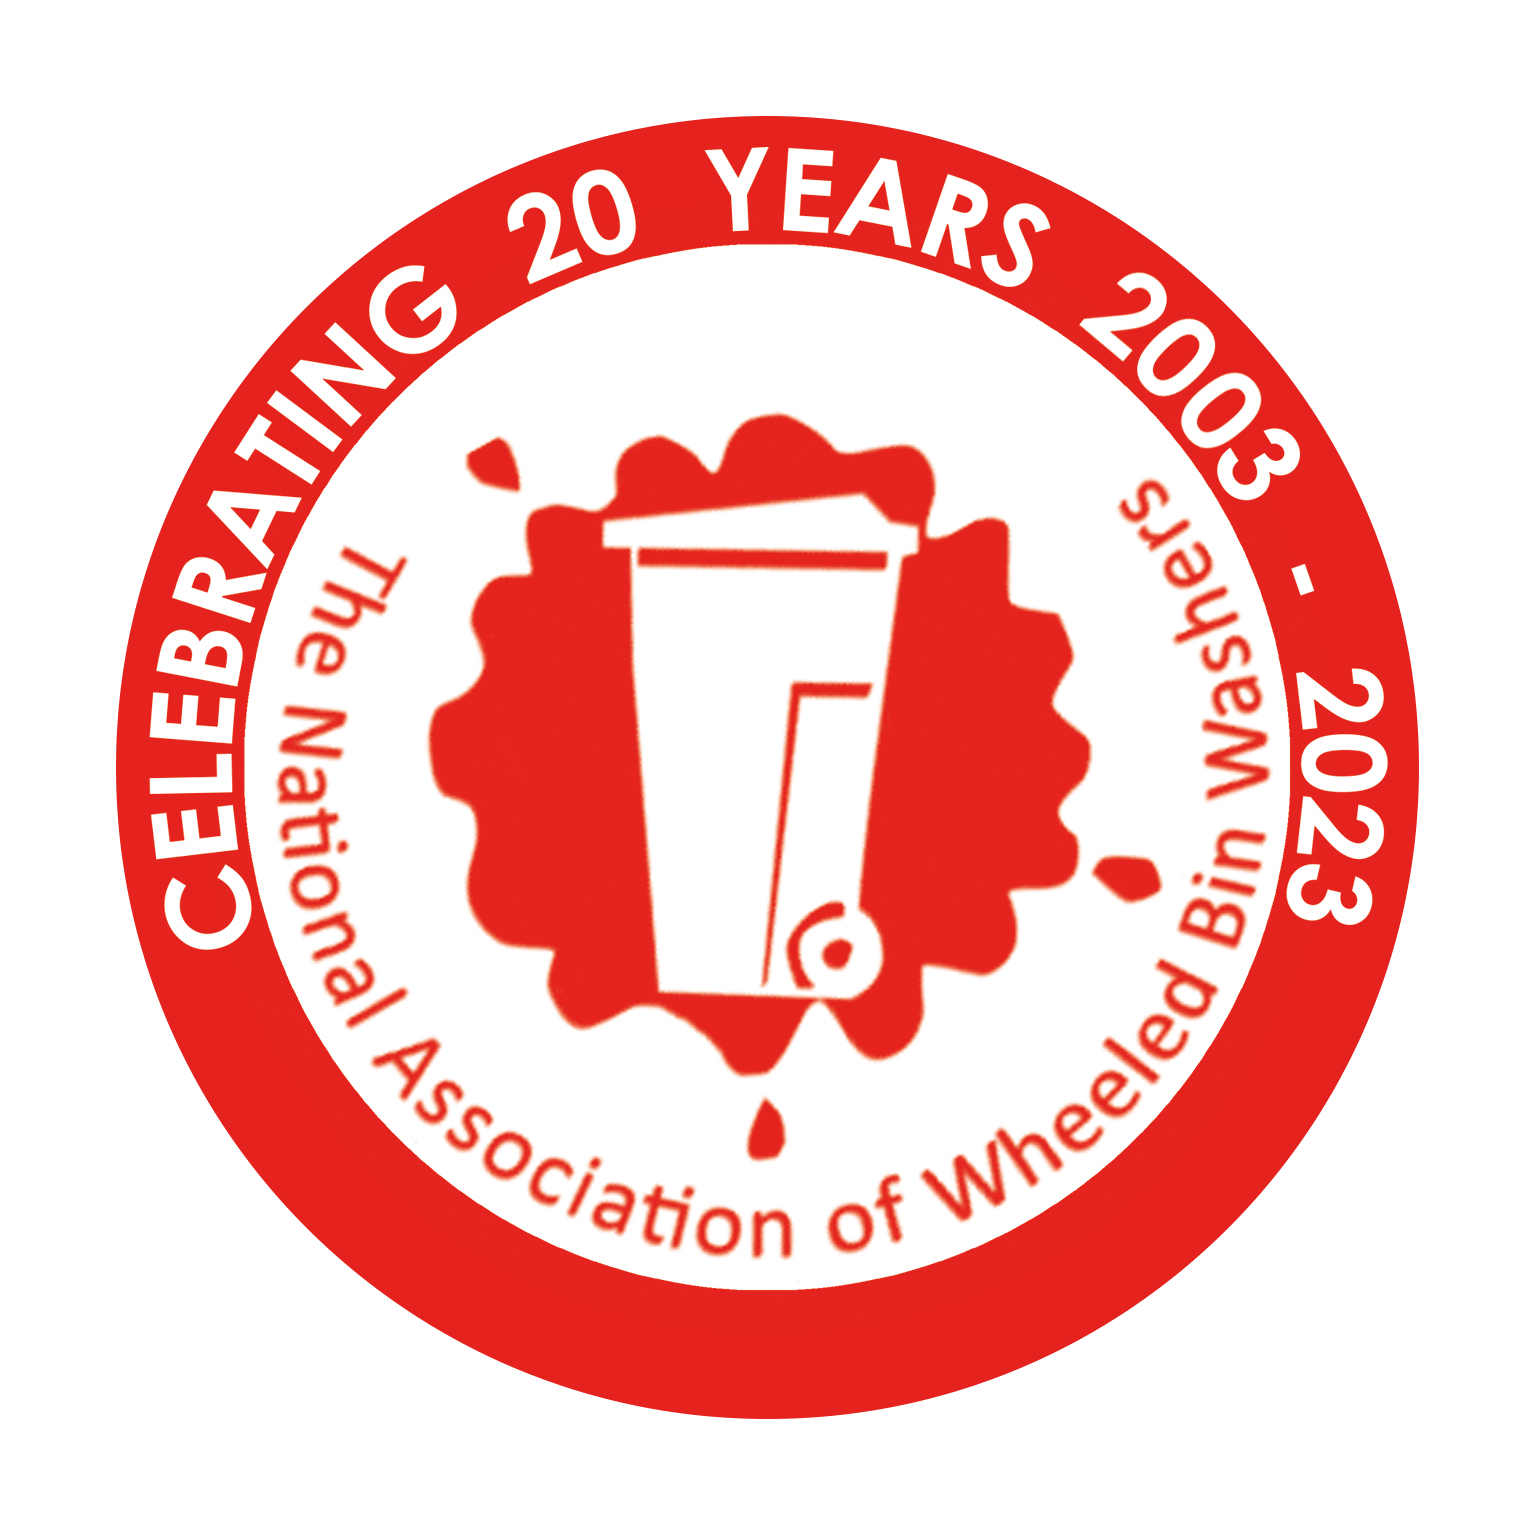 CELEBRATING 20 YEARS 2003 - 2023
The National Association of Wheeled Bin Washers